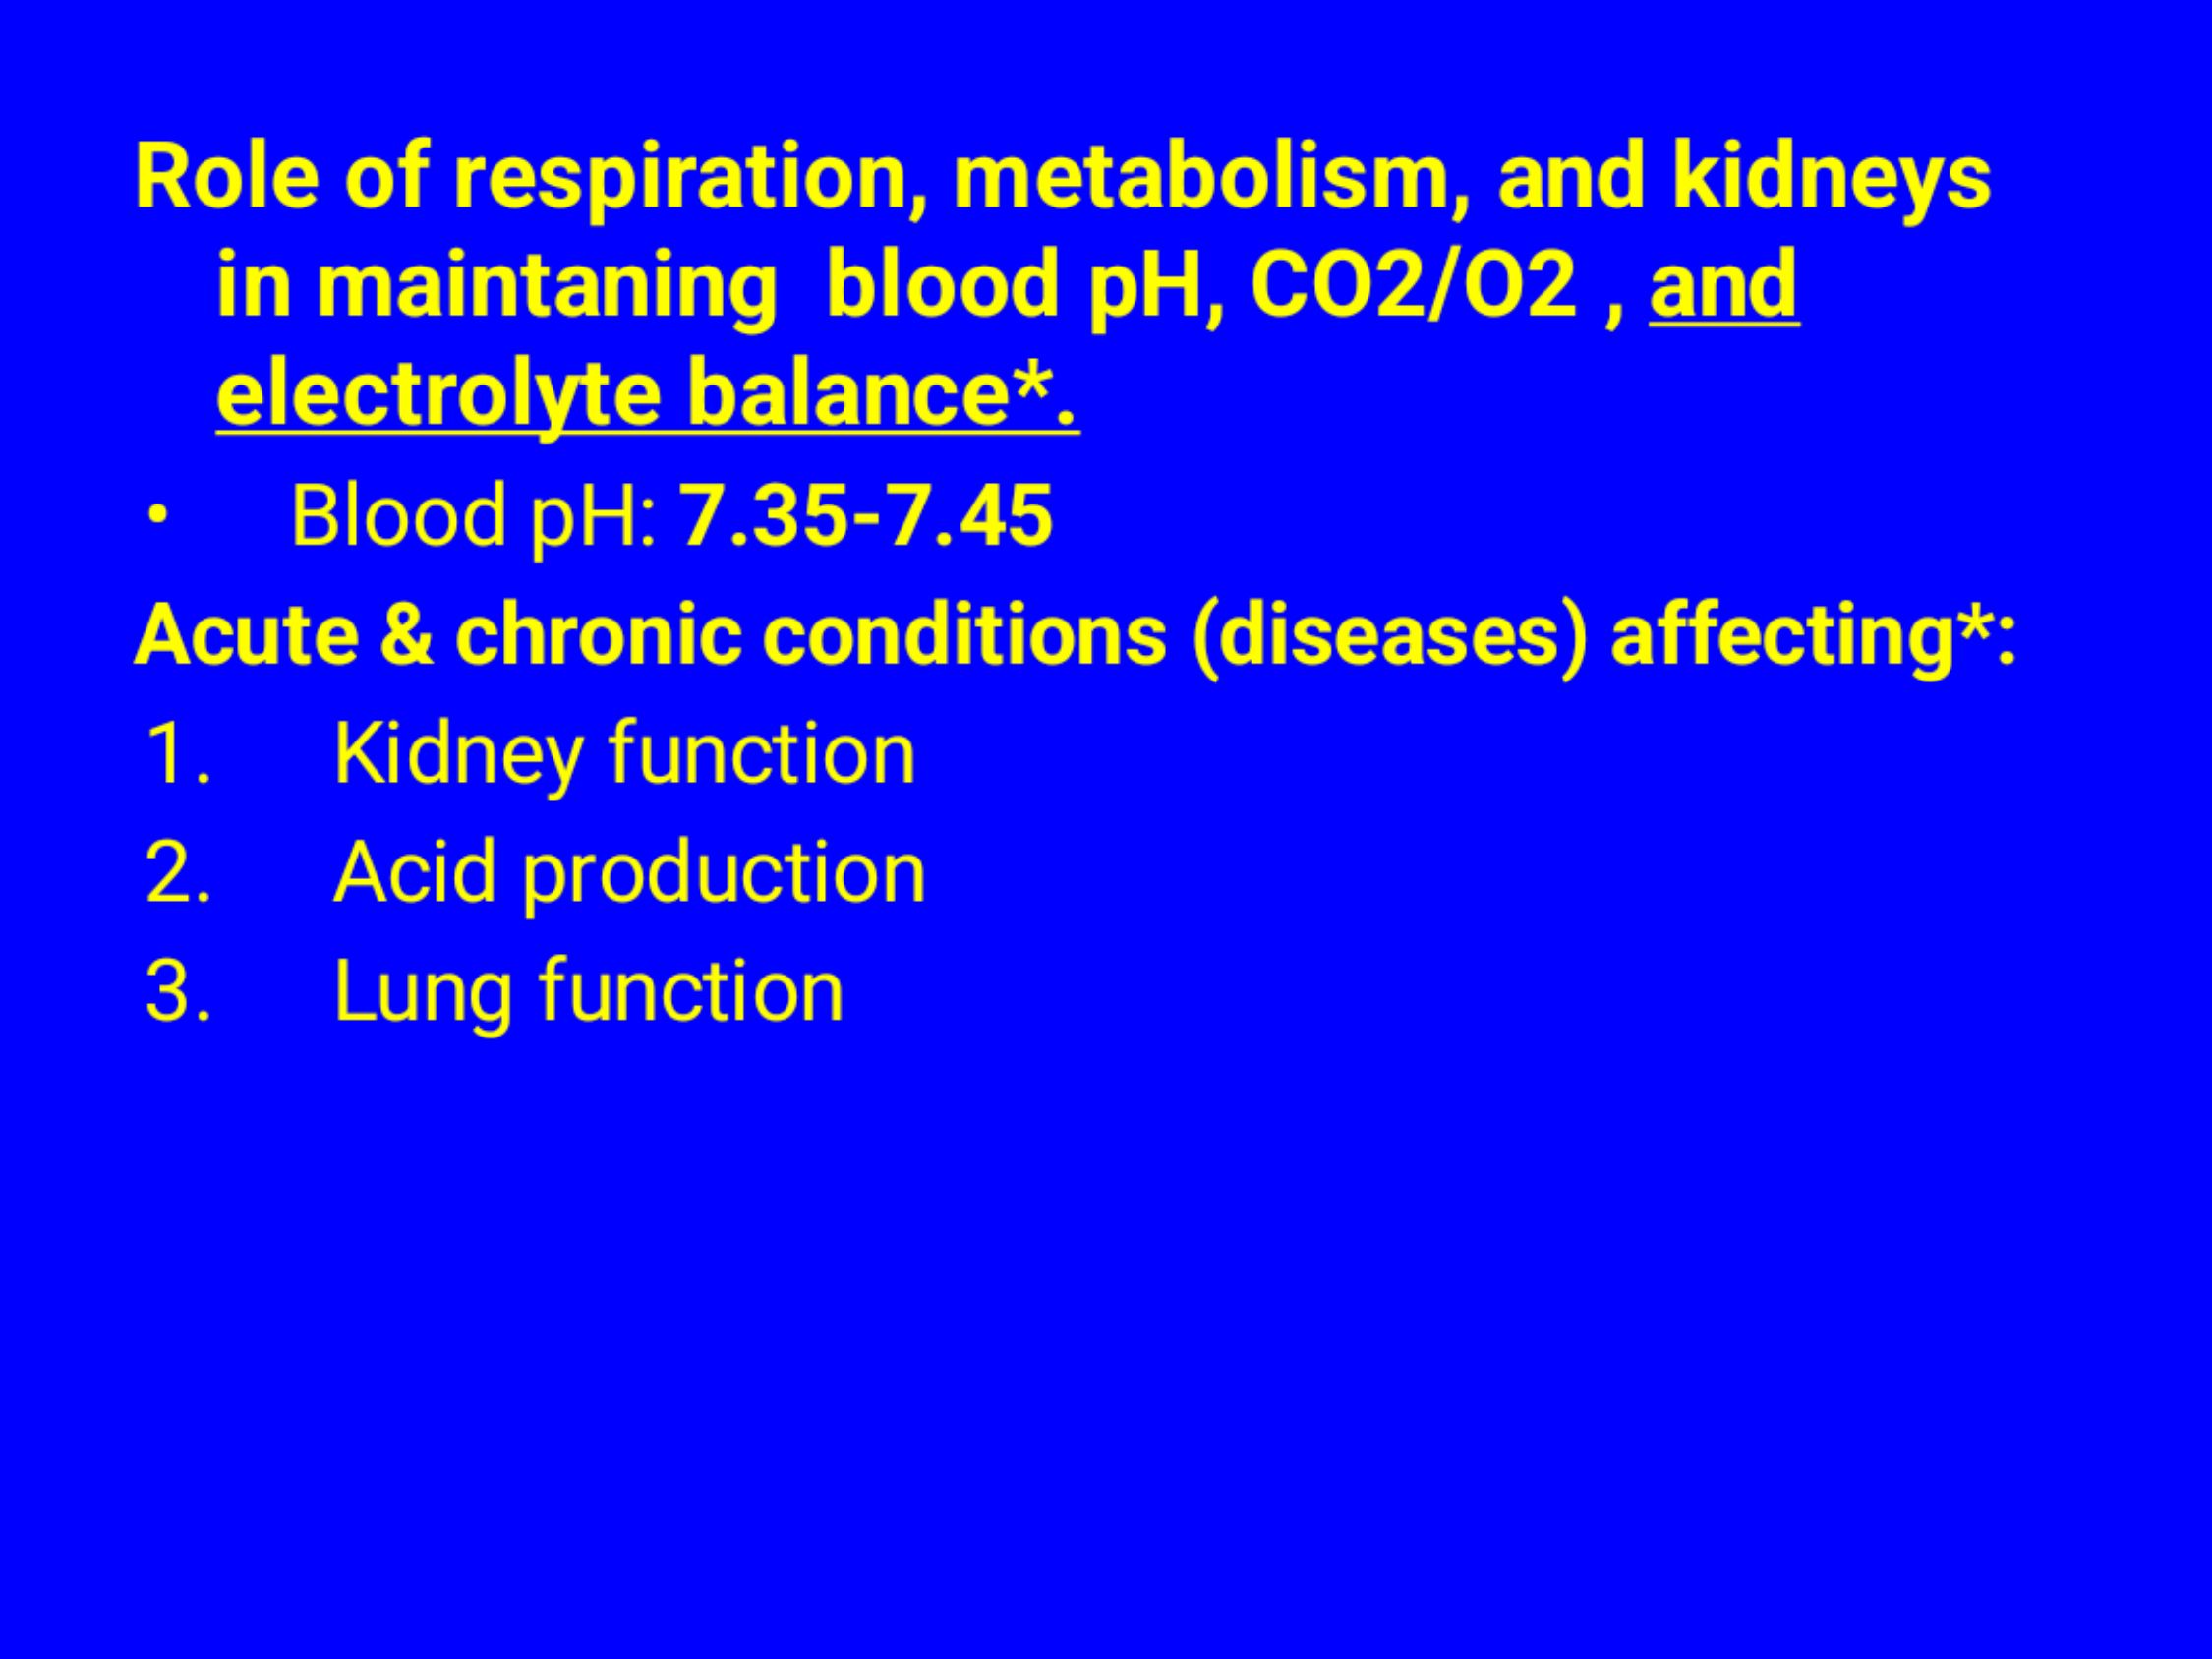 Role of respiration, metabolism, and kidneys
in maintaning  blood pH, CO2/O2 , and
electrolyte balance*.
• Blood pH: 7.35-7.45
Acute & chronic conditions (diseases) affecting*:
1. Kidney function
2. Acid production
3. Lung function